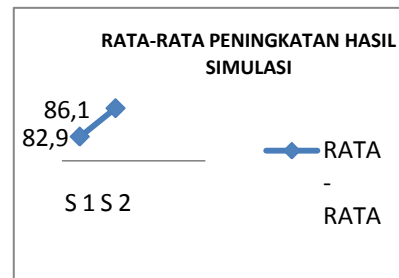 RATA-RATA PENINGKATAN HASIL
SIMULASI
86,1
82,9
S 1 S 2
RATA
-
RATA